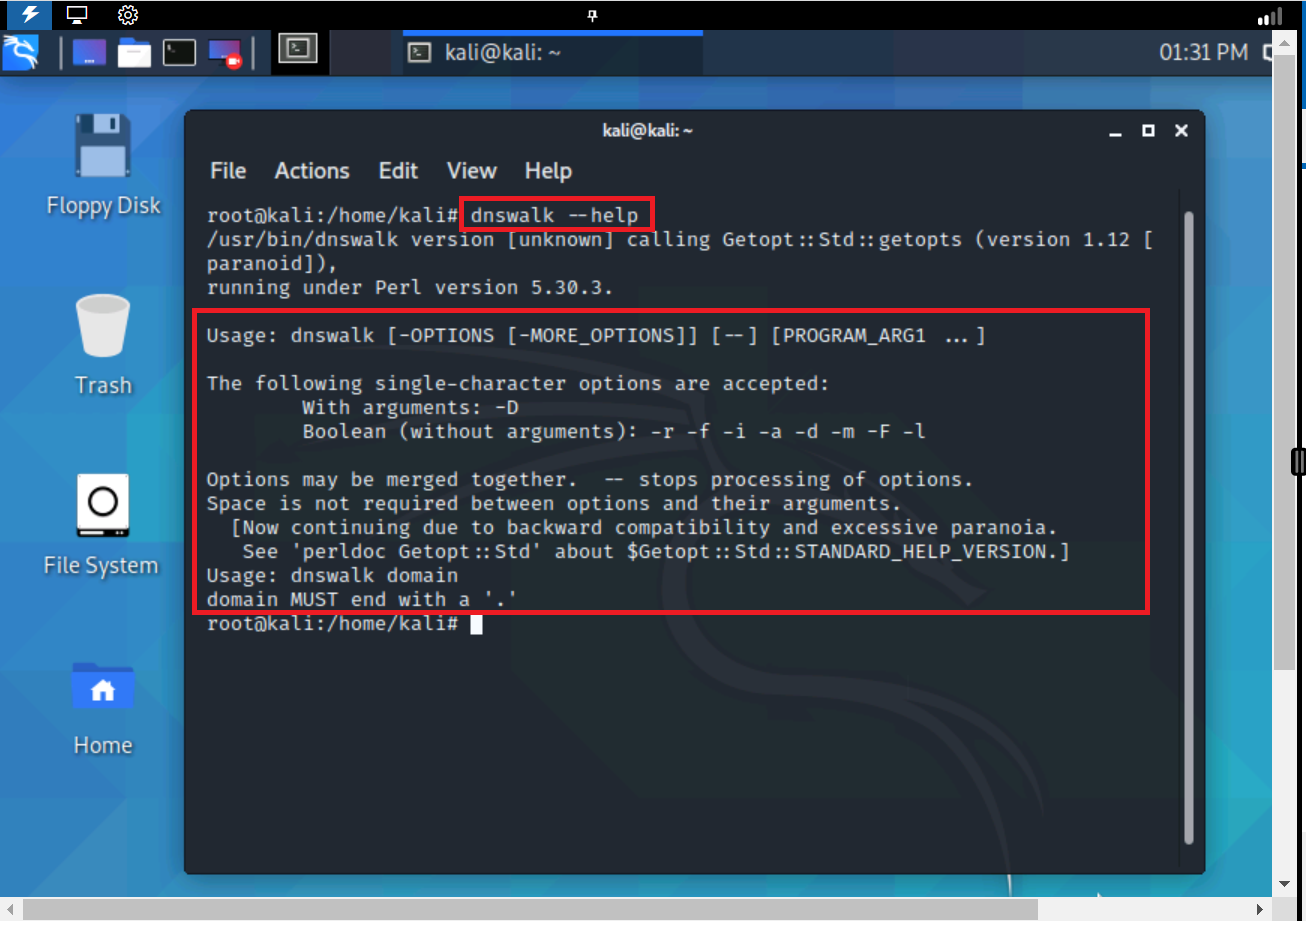 kali@kali: ~
01:31 PM
Floppy Disk
Trash
File System
Home
kali@kali: ~
File Actions Edit View Help
root@kali:/home/kali# dnswalk --help
/usr/bin/dnswalk version [unknown] calling Getopt::Std::getopts (version 1.12 [
paranoid]),
running under Perl version 5.30.3.
Usage: dnswalk [-OPTIONS [-MORE_OPTIONS]] [--] [PROGRAM_ARG1 ...]
The following single-character options are accepted:
With arguments: -D
Boolean (without arguments): -r -f -i -a -d -m -F -l
Options may be merged together.  -- stops processing of options.
Space is not required between options and their arguments.
[Now continuing due to backward compatibility and excessive paranoia.
See 'perldoc Getopt::Std' about $Getopt::Std::STANDARD_HELP_VERSION.]
Usage: dnswalk domain
domain MUST end with a '.'
root@kali:/home/kali#